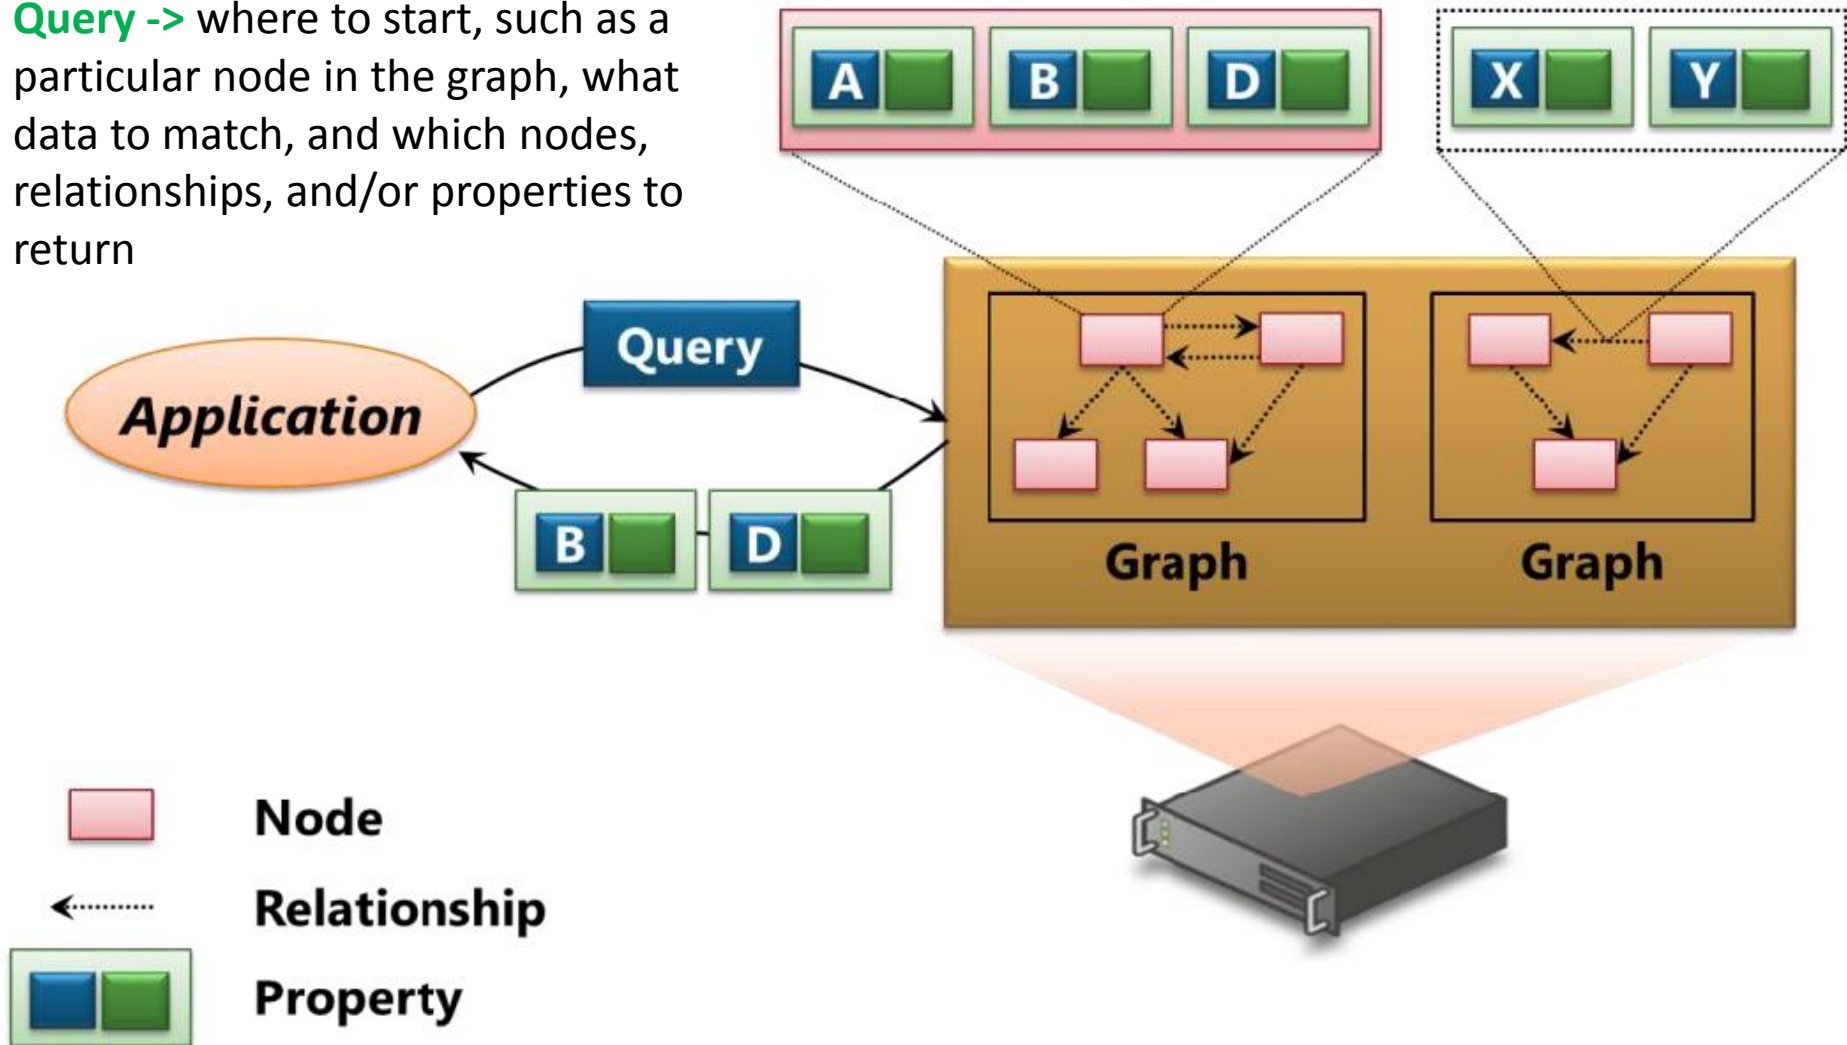 Query -> where to start, such as a
particular node in the graph, what
data to match, and which nodes,
relationships, and/or properties to
return
A B D
X Y
Query
Application
B D
Graph
Graph
Node
Relationship
Property